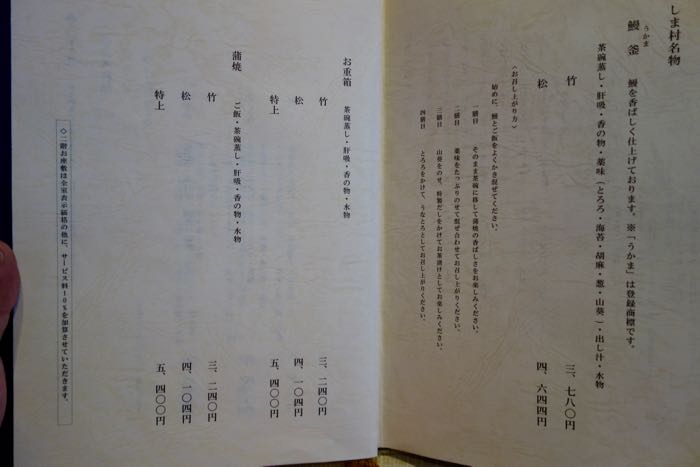 しま村名物
うかま
鰻釜 鰻を香ばしく仕上げております。※「うかま」は登録商標です。
茶碗蒸し・肝吸・香の物・薬味（とろろ・海苔・胡麻・葱・山葵）・出し汁・水物
竹 三、七八〇円
松 四、六四四円
〈お召し上がり方〉
始めに、鰻とご飯をよくかき混ぜてください。
一膳目 そのまま茶碗に移して蒲焼の香ばしさをお楽しみください。
二膳目 薬味をたっぷりのせて混ぜ合わせてお召し上がりください。
三膳目 山葵をのせ、特製だしをかけてお茶漬けとしてお楽しみください。
四膳目 とろろをかけて、うなとろとしてお召し上がりください。
お重箱 茶碗蒸し・肝吸・香の物・水物
竹 三、二四〇円
松 四、一〇四円
特上 五、四〇〇円
蒲焼 ご飯・茶碗蒸し・肝吸・香の物・水物
竹 三、二四〇円
松 四、一〇四円
特上 五、四〇〇円
◇二階お座敷は全室表示価格の他に、サービス料10%を加算させていただきます。